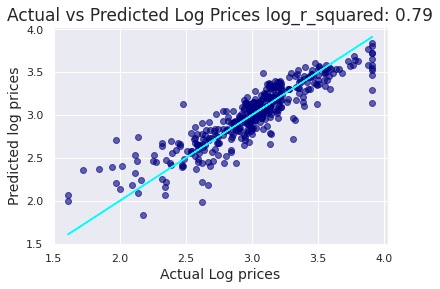 Actual vs Predicted Log Prices log_r_squared: 0.79
4.0
3.5
3.0
2.5
2.0
1.5
Predicted log prices
1.5 2.0 2.5 3.0 3.5 4.0
Actual Log prices